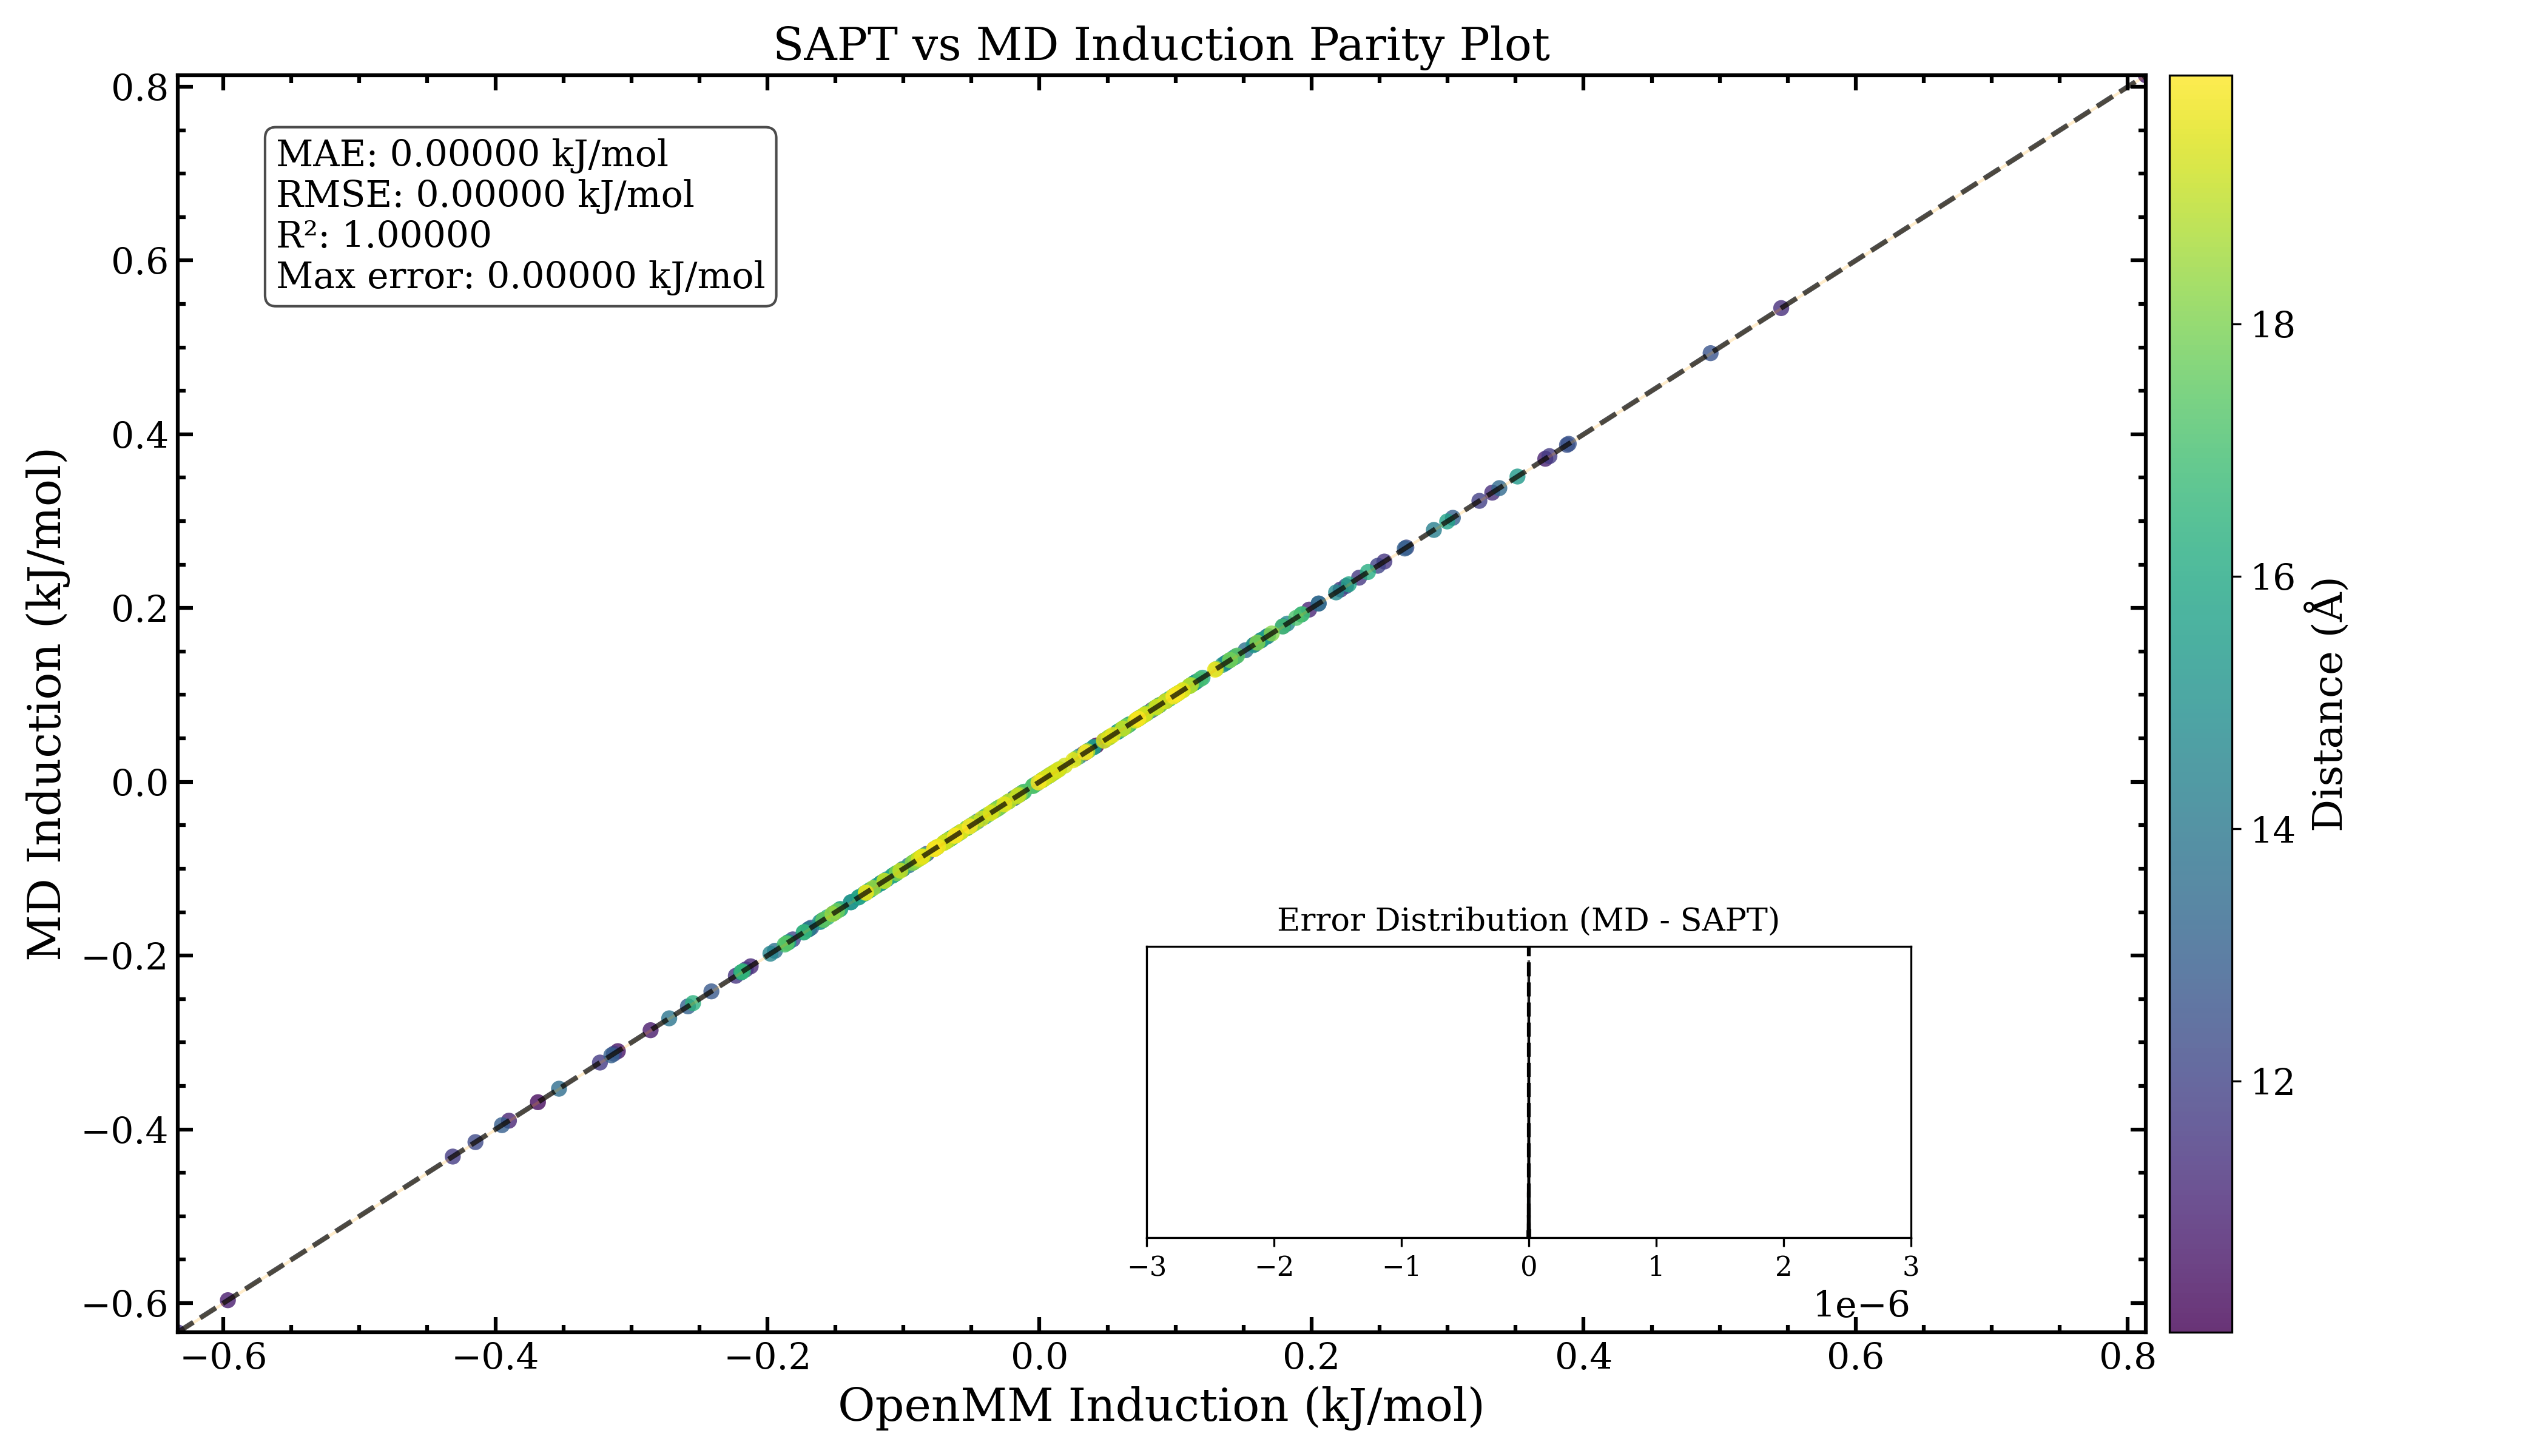 SAPT vs MD Induction Parity Plot
MAE: 0.00000 kJ/mol
RMSE: 0.00000 kJ/mol
R²: 1.00000
Max error: 0.00000 kJ/mol
MD Induction (kJ/mol)
0.8
0.6
0.4
0.2
0.0
−0.2
−0.4
−0.6
−0.6 −0.4 −0.2 0.0 0.2 0.4 0.6 0.8
OpenMM Induction (kJ/mol)
Error Distribution (MD - SAPT)
−3 −2 −1 0 1 2 3
1e−6
18
16
14
12
Distance (Å)